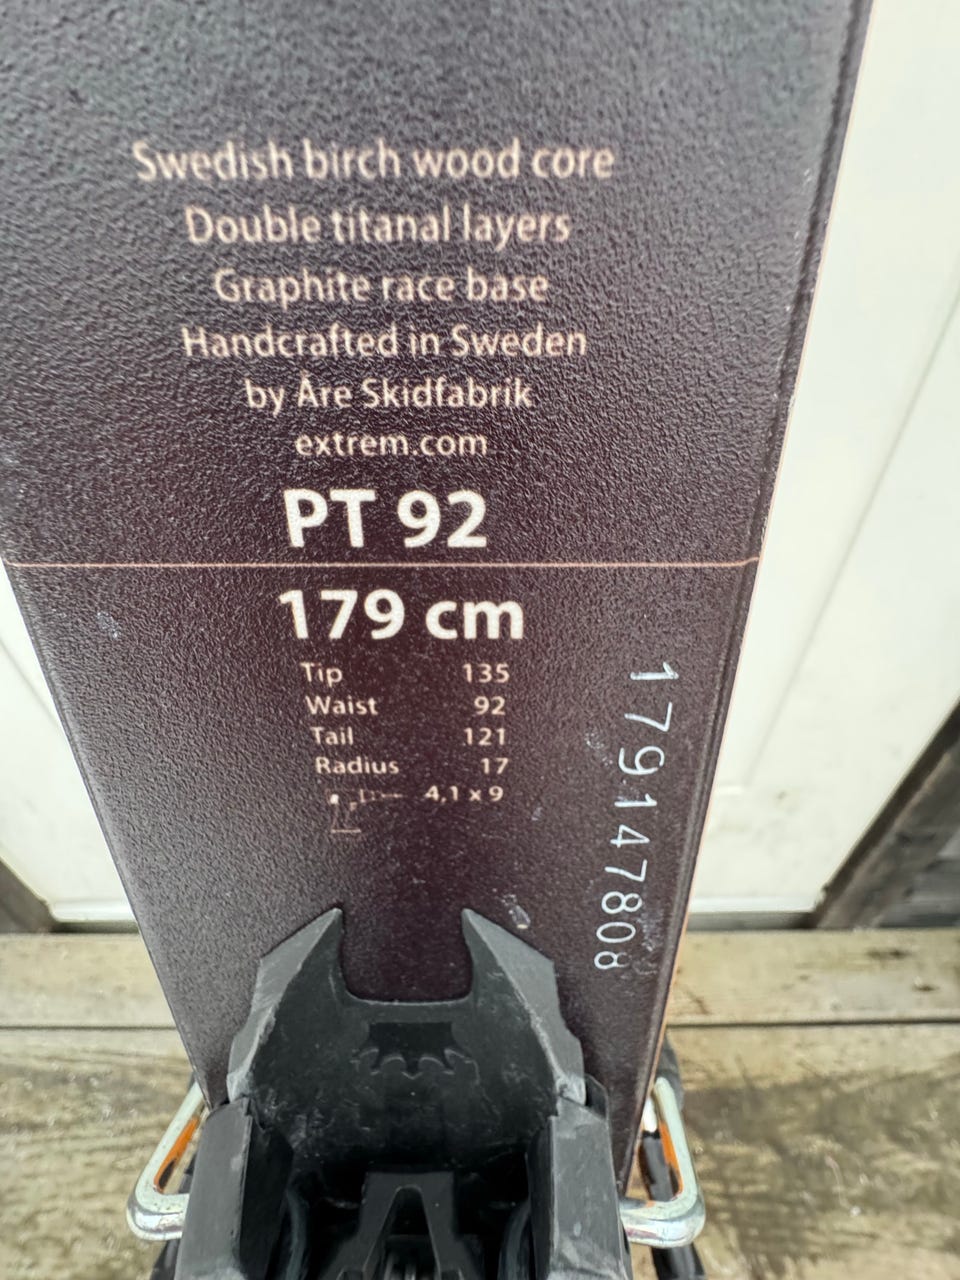 Swedish birch wood core
Double titanal layers
Graphite race base
Handcrafted in Sweden
by Åre Skidfabrik
extrem.com
PT 92
179 cm
Tip 135
Waist 92
Tail 121
Radius 17
4,1 x 9
179147808